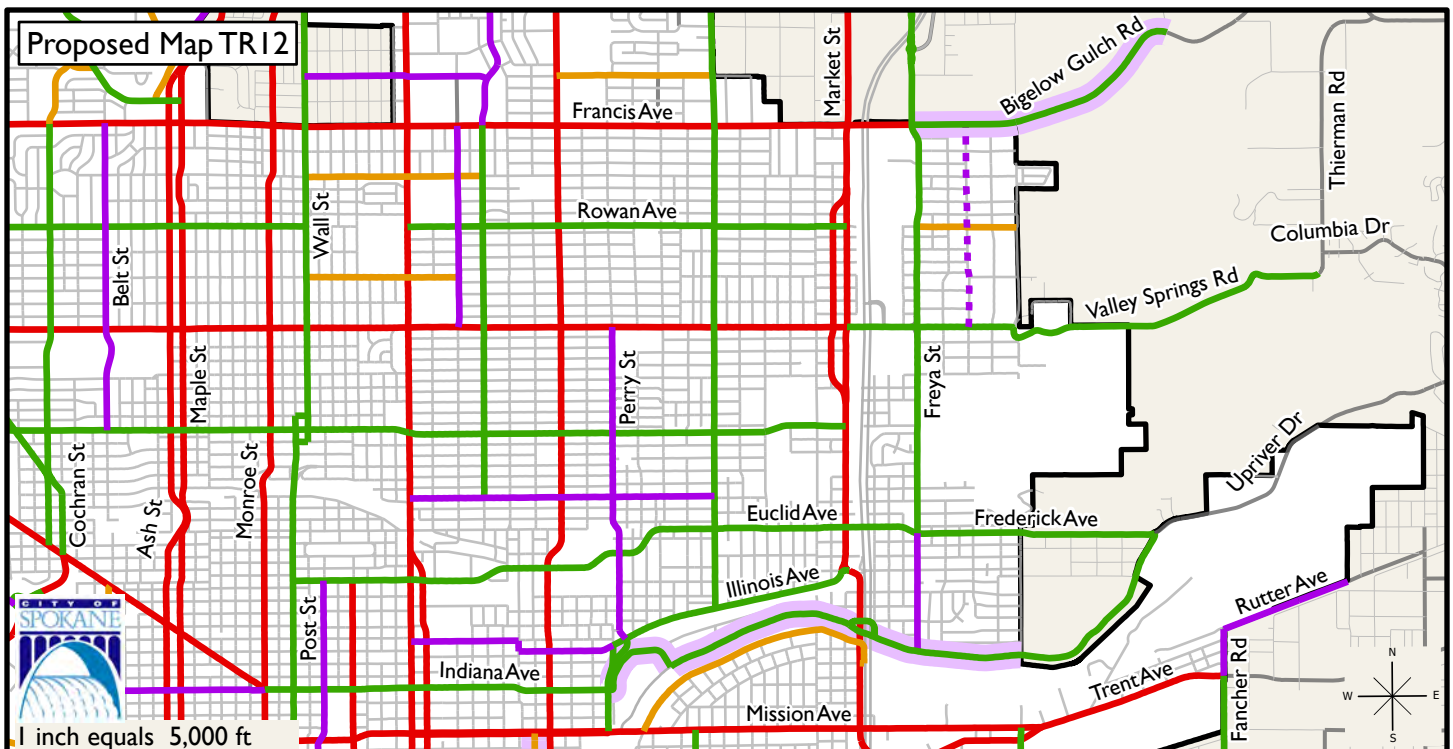 Proposed Map TR12
Market St
Bigelow Gulch Rd
Francis Ave
Thierman Rd
Wall St
Rowan Ave
Columbia Dr
Belt St
Valley Springs Rd
Maple St
Perry St
Freya St
Cochran St
Ash St
Monroe St
Upriver Dr
Euclid Ave
Frederick Ave
Illinois Ave
Rutter Ave
CITY OF
SPOKANE
Post St
Indiana Ave
Trent Ave
Fancher Rd
N
W
E
S
Mission Ave
1 inch equals 5,000 ft